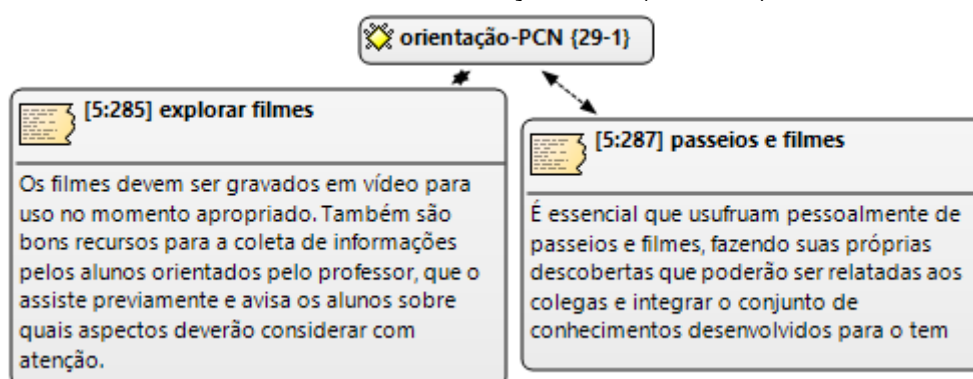 orientação-PCN {29-1}
[5:285] explorar filmes
Os filmes devem ser gravados em vídeo para
uso no momento apropriado. Também são
bons recursos para a coleta de informações
pelos alunos orientados pelo professor, que o
assiste previamente e avisa os alunos sobre
quais aspectos deverão considerar com
atenção.
[5:287] passeios e filmes
É essencial que usufruam pessoalmente de
passeios e filmes, fazendo suas próprias
descobertas que poderão ser relatadas aos
colegas e integrar o conjunto de
conhecimentos desenvolvidos para o tem